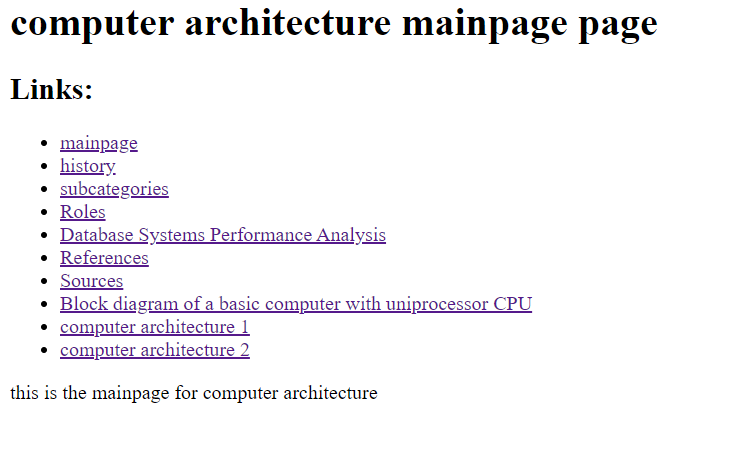 computer architecture mainpage page
Links:
mainpage
history
subcategories
Roles
Database Systems Performance Analysis
References
Sources
Block diagram of a basic computer with uniprocessor CPU
computer architecture 1
computer architecture 2
this is the mainpage for computer architecture